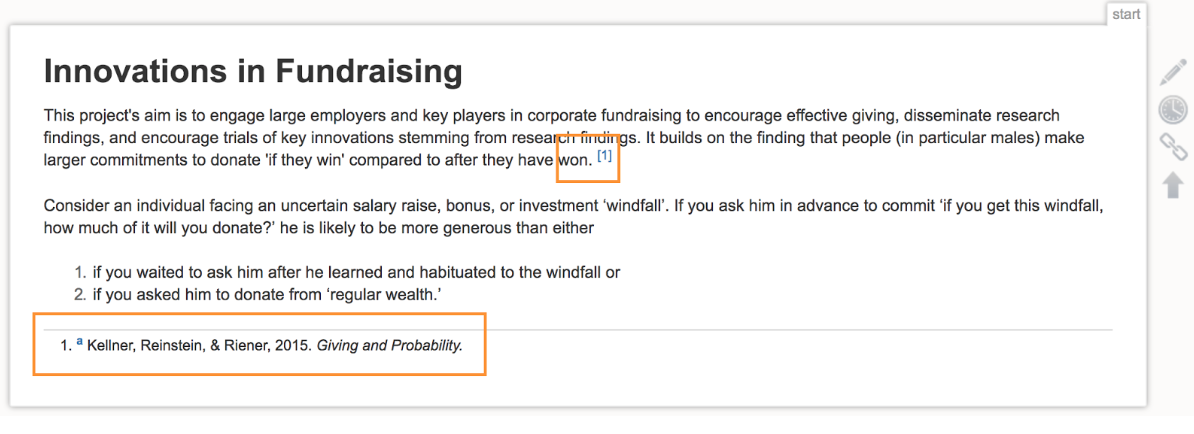 start
Innovations in Fundraising
This project's aim is to engage large employers and key players in corporate fundraising to encourage effective giving, disseminate research
findings, and encourage trials of key innovations stemming from research findings. It builds on the finding that people (in particular males) make
larger commitments to donate 'if they win' compared to after they have won. [1]
Consider an individual facing an uncertain salary raise, bonus, or investment ‘windfall’. If you ask him in advance to commit ‘if you get this windfall,
how much of it will you donate?’ he is likely to be more generous than either
1. if you waited to ask him after he learned and habituated to the windfall or
2. if you asked him to donate from ‘regular wealth.’
1. a Kellner, Reinstein, & Riener, 2015. Giving and Probability.